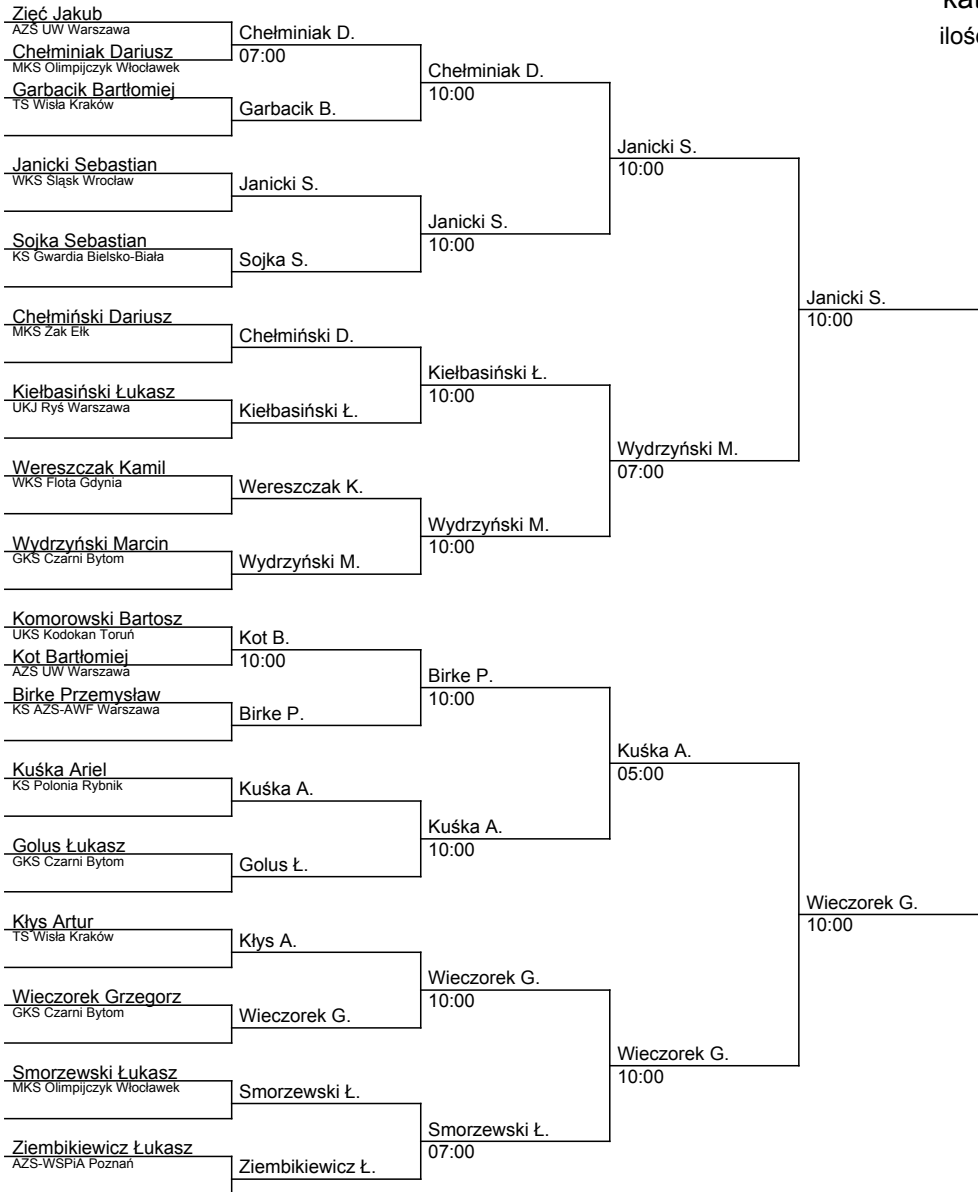 Zięć Jakub
AZS UW Warszawa
Chełminiak Dariusz
MKS Olimpijczyk Włocławek
Garbacik Bartłomiej
TS Wisła Kraków
Janicki Sebastian
WKS Śląsk Wrocław
Sojka Sebastian
KS Gwardia Bielsko-Biała
Chełmiński Dariusz
MKS Żak Ełk
Kiełbasiński Łukasz
UKJ Ryś Warszawa
Wereszczak Kamil
WKS Flota Gdynia
Wydrzyński Marcin
GKS Czarni Bytom
Komorowski Bartosz
UKS Kodokan Toruń
Kot Bartłomiej
AZS UW Warszawa
Birke Przemysław
KS AZS-AWF Warszawa
Kuśka Ariel
KS Polonia Rybnik
Golus Łukasz
GKS Czarni Bytom
Kłys Artur
TS Wisła Kraków
Wieczorek Grzegorz
GKS Czarni Bytom
Smorzewski Łukasz
MKS Olimpijczyk Włocławek
Ziembikiewicz Łukasz
AZS-WSPiA Poznań
Chełminiak D.
07:00
Garbacik B.
Janicki S.
Sojka S.
Chełmiński D.
Kiełbasiński Ł.
Wereszczak K.
Wydrzyński M.
Kot B.
10:00
Birke P.
Kuśka A.
Golus Ł.
Kłys A.
Wieczorek G.
Smorzewski Ł.
Ziembikiewicz Ł.
Chełminiak D.
10:00
Janicki S.
10:00
Kiełbasiński Ł.
10:00
Wydrzyński M.
10:00
Birke P.
10:00
Kuśka A.
10:00
Wieczorek G.
10:00
Smorzewski Ł.
07:00
Janicki S.
10:00
Wydrzyński M.
07:00
Kuśka A.
05:00
Wieczorek G.
10:00
Janicki S.
10:00
Wieczorek G.
10:00